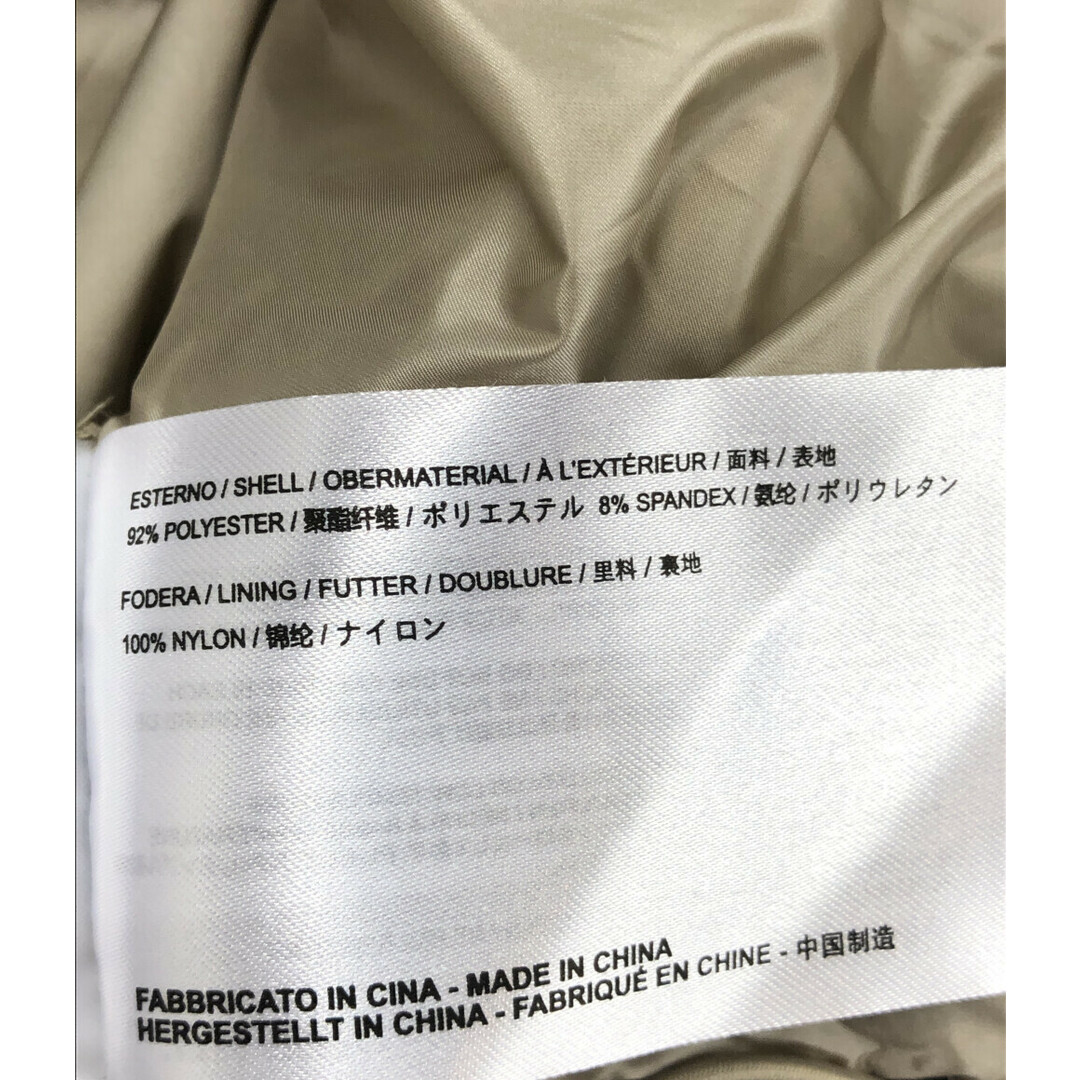 ESTERNO / SHELL / OBERMATERIAL / À L'EXTÉRIEUR / 面料 / 表地
92% POLYESTER / 聚酯纤维 / ポリエステル 8% SPANDEX / 氨纶 / ポリウレタン
FODERA / LINING / FUTTER / DOUBLURE / 里料 / 裏地
100% NYLON / 锦纶 / ナイロン
FABBRICATO IN CINA - MADE IN CHINA
HERGESTELLT IN CHINA - FABRIQUÉ EN CHINE - 中国制造